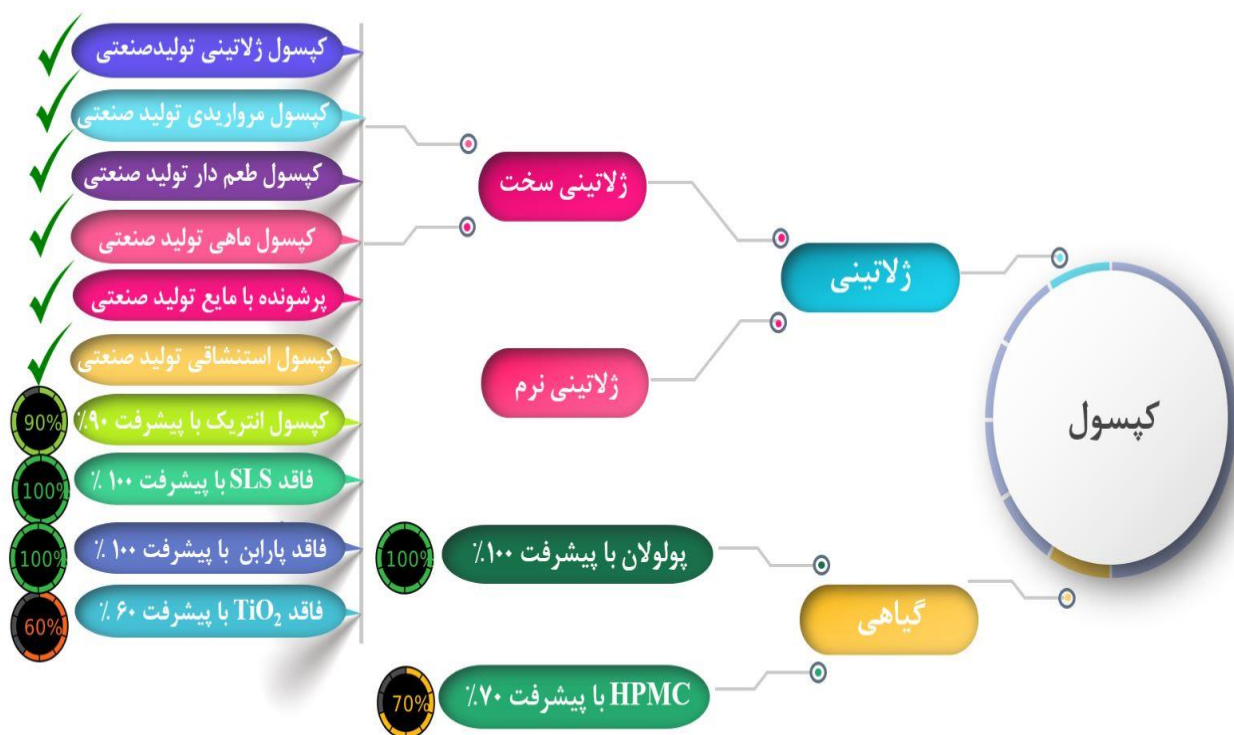 کپسول
ژلاتینی
ژلاتینی سخت
کپسول ژلاتینی تولیدصنعتی
کپسول مرواریدی تولید صنعتی
کپسول طعم دار تولید صنعتی
کپسول ماهی تولید صنعتی
پرشونده با مایع تولید صنعتی
کپسول استنشاقی تولید صنعتی
کپسول انتریک با پیشرفت ۹۰٪
90%
فاقد SLS با پیشرفت ۱۰۰ ٪
100%
فاقد پارابن با پیشرفت ۱۰۰ ٪
100%
فاقد TiO₂ با پیشرفت ۶۰ ٪
60%
ژلاتینی نرم
گیاهی
پولولان با پیشرفت ۱۰۰٪
100%
HPMC با پیشرفت ۷۰٪
70%